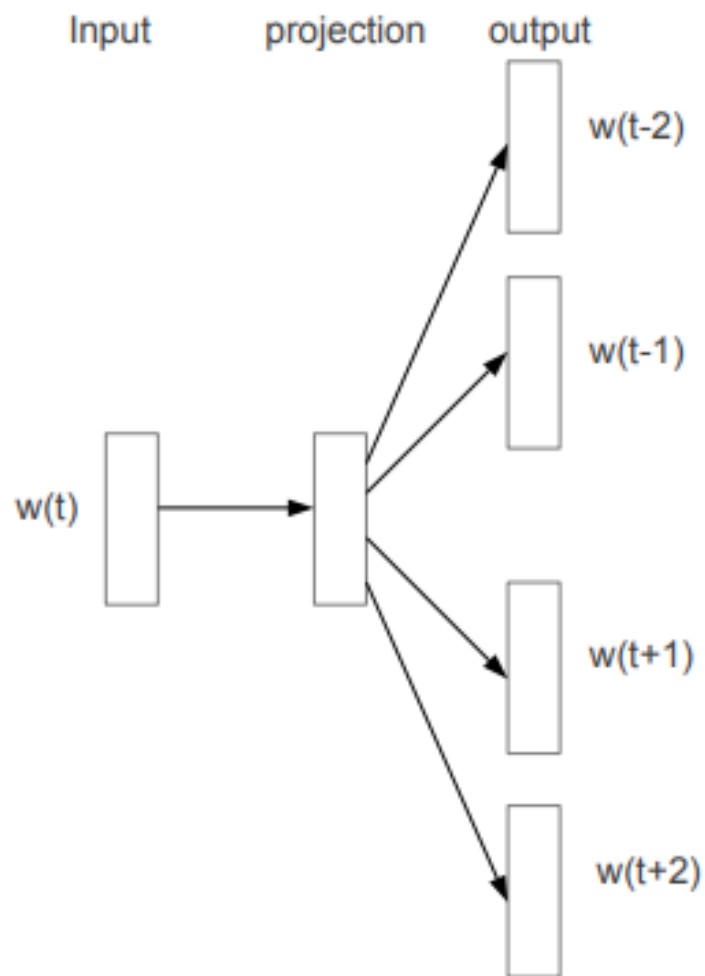 Input projection output
w(t-2)
w(t-1)
w(t)
w(t+1)
w(t+2)